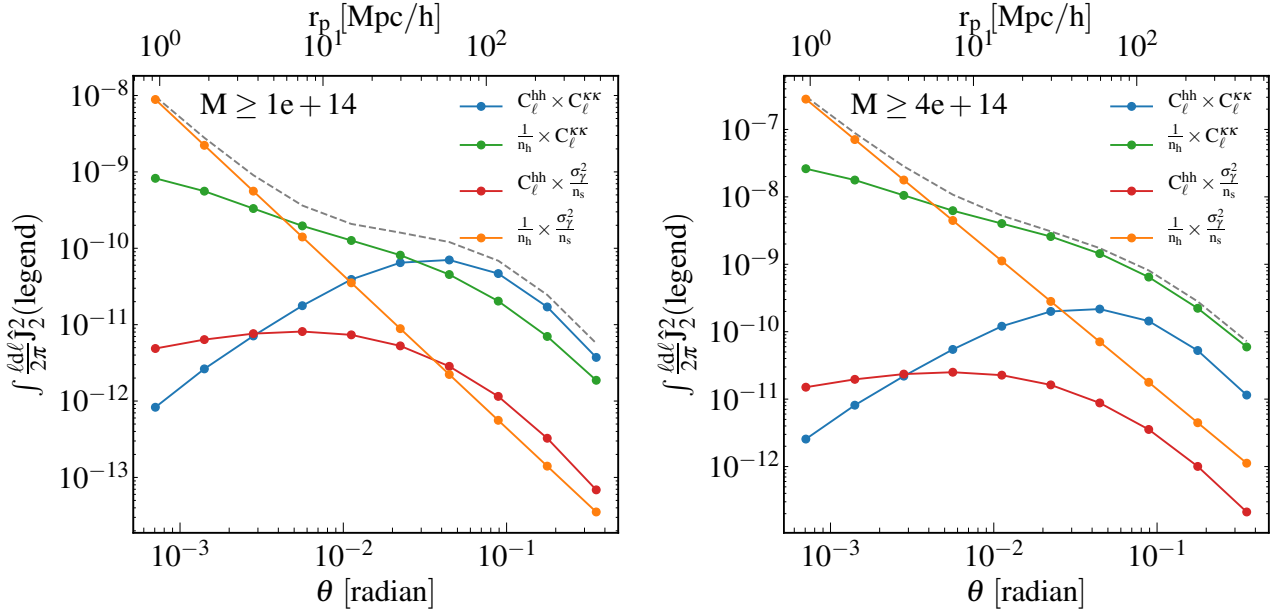 r_p [Mpc/h]
10^0 10^1 10^2
M ≥ 1e + 14
C_ℓ^hh × C_ℓ^κκ
1/n_h × C_ℓ^κκ
C_ℓ^hh × σ_γ^2/n_s
1/n_h × σ_γ^2/n_s
10^−8
10^−9
10^−10
10^−11
10^−12
10^−13
∫ ℓdℓ/2π Ĵ_2^2(legend)
10^−3 10^−2 10^−1
θ [radian]
r_p [Mpc/h]
10^0 10^1 10^2
M ≥ 4e + 14
C_ℓ^hh × C_ℓ^κκ
1/n_h × C_ℓ^κκ
C_ℓ^hh × σ_γ^2/n_s
1/n_h × σ_γ^2/n_s
10^−7
10^−8
10^−9
10^−10
10^−11
10^−12
∫ ℓdℓ/2π Ĵ_2^2(legend)
10^−3 10^−2 10^−1
θ [radian]